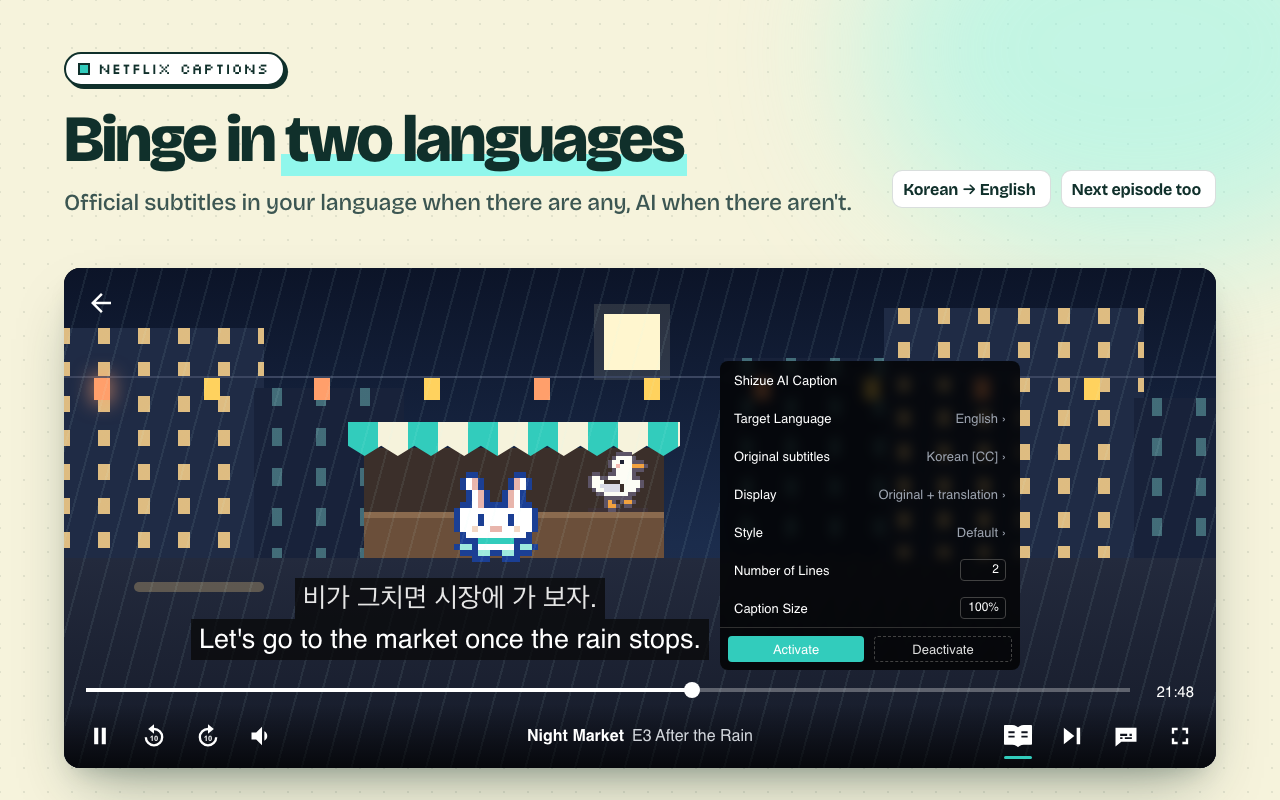 NETFLIX CAPTIONS
Binge in two languages
Official subtitles in your language when there are any, AI when there aren't.
Korean → English
Next episode too
Shizue AI Caption
Target Language
English ›
Original subtitles
Korean [CC] ›
Display
Original + translation ›
Style
Default ›
Number of Lines
2
Caption Size
100%
Activate
Deactivate
비가 그치면 시장에 가 보자.
Let's go to the market once the rain stops.
21:48
10
10
Night Market E3 After the Rain